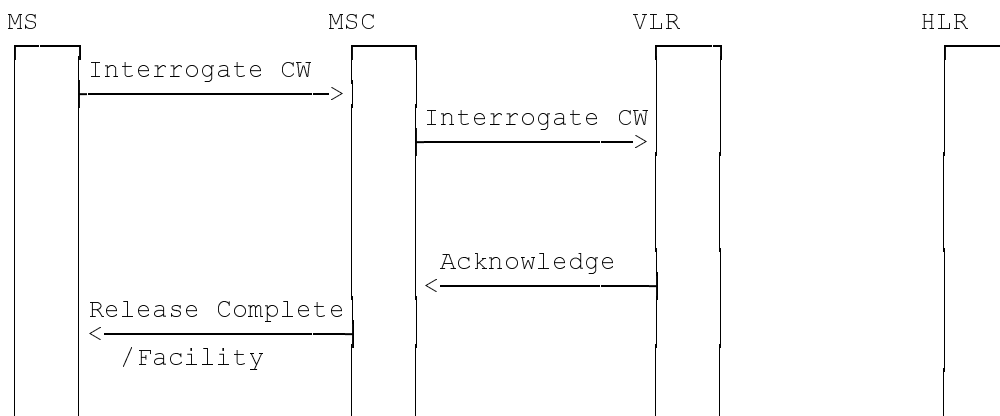 MS MSC VLR HLR
Interrogate CW
Interrogate CW
Acknowledge
Release Complete
/Facility